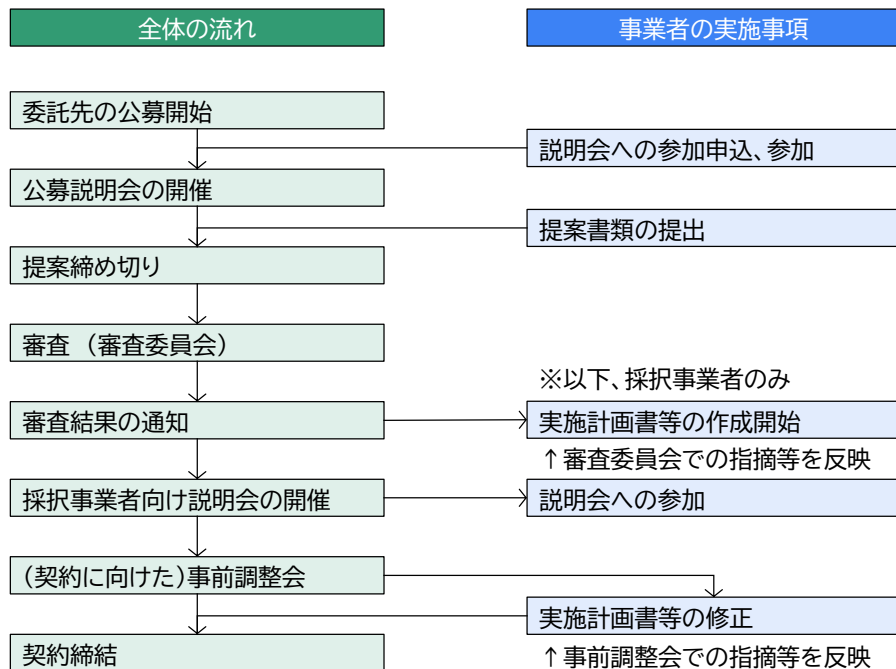 全体の流れ
事業者の実施事項
委託先の公募開始
説明会への参加申込、参加
公募説明会の開催
提案書類の提出
提案締め切り
審査（審査委員会）
※以下、採択事業者のみ
審査結果の通知
実施計画書等の作成開始
↑審査委員会での指摘等を反映
採択事業者向け説明会の開催
説明会への参加
（契約に向けた）事前調整会
実施計画書等の修正
契約締結
↑事前調整会での指摘等を反映